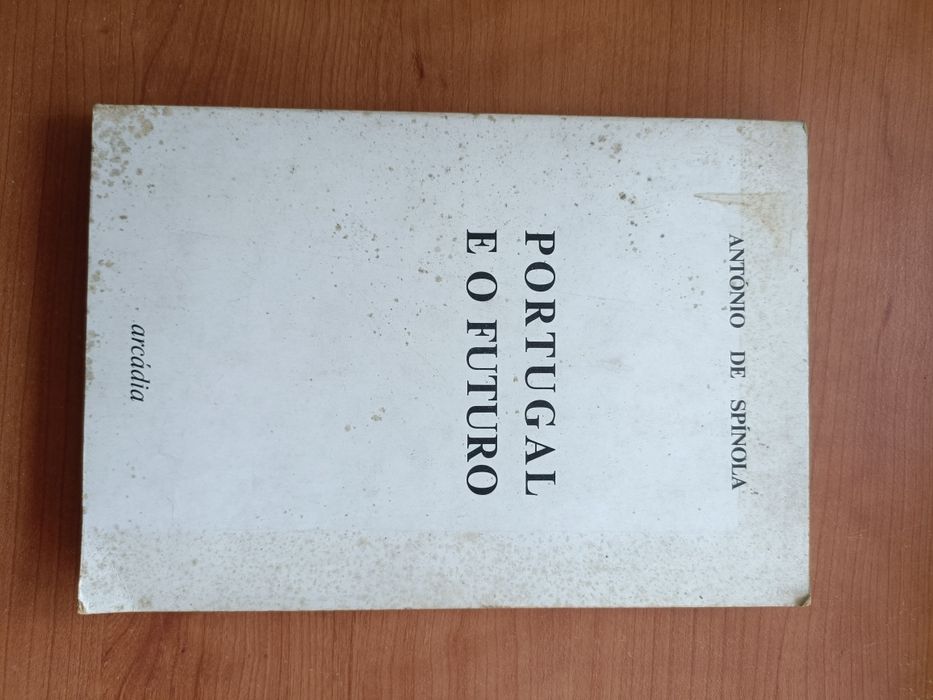 ANTÓNIO DE SPÍNOLA
PORTUGAL
E O FUTURO
arcádia